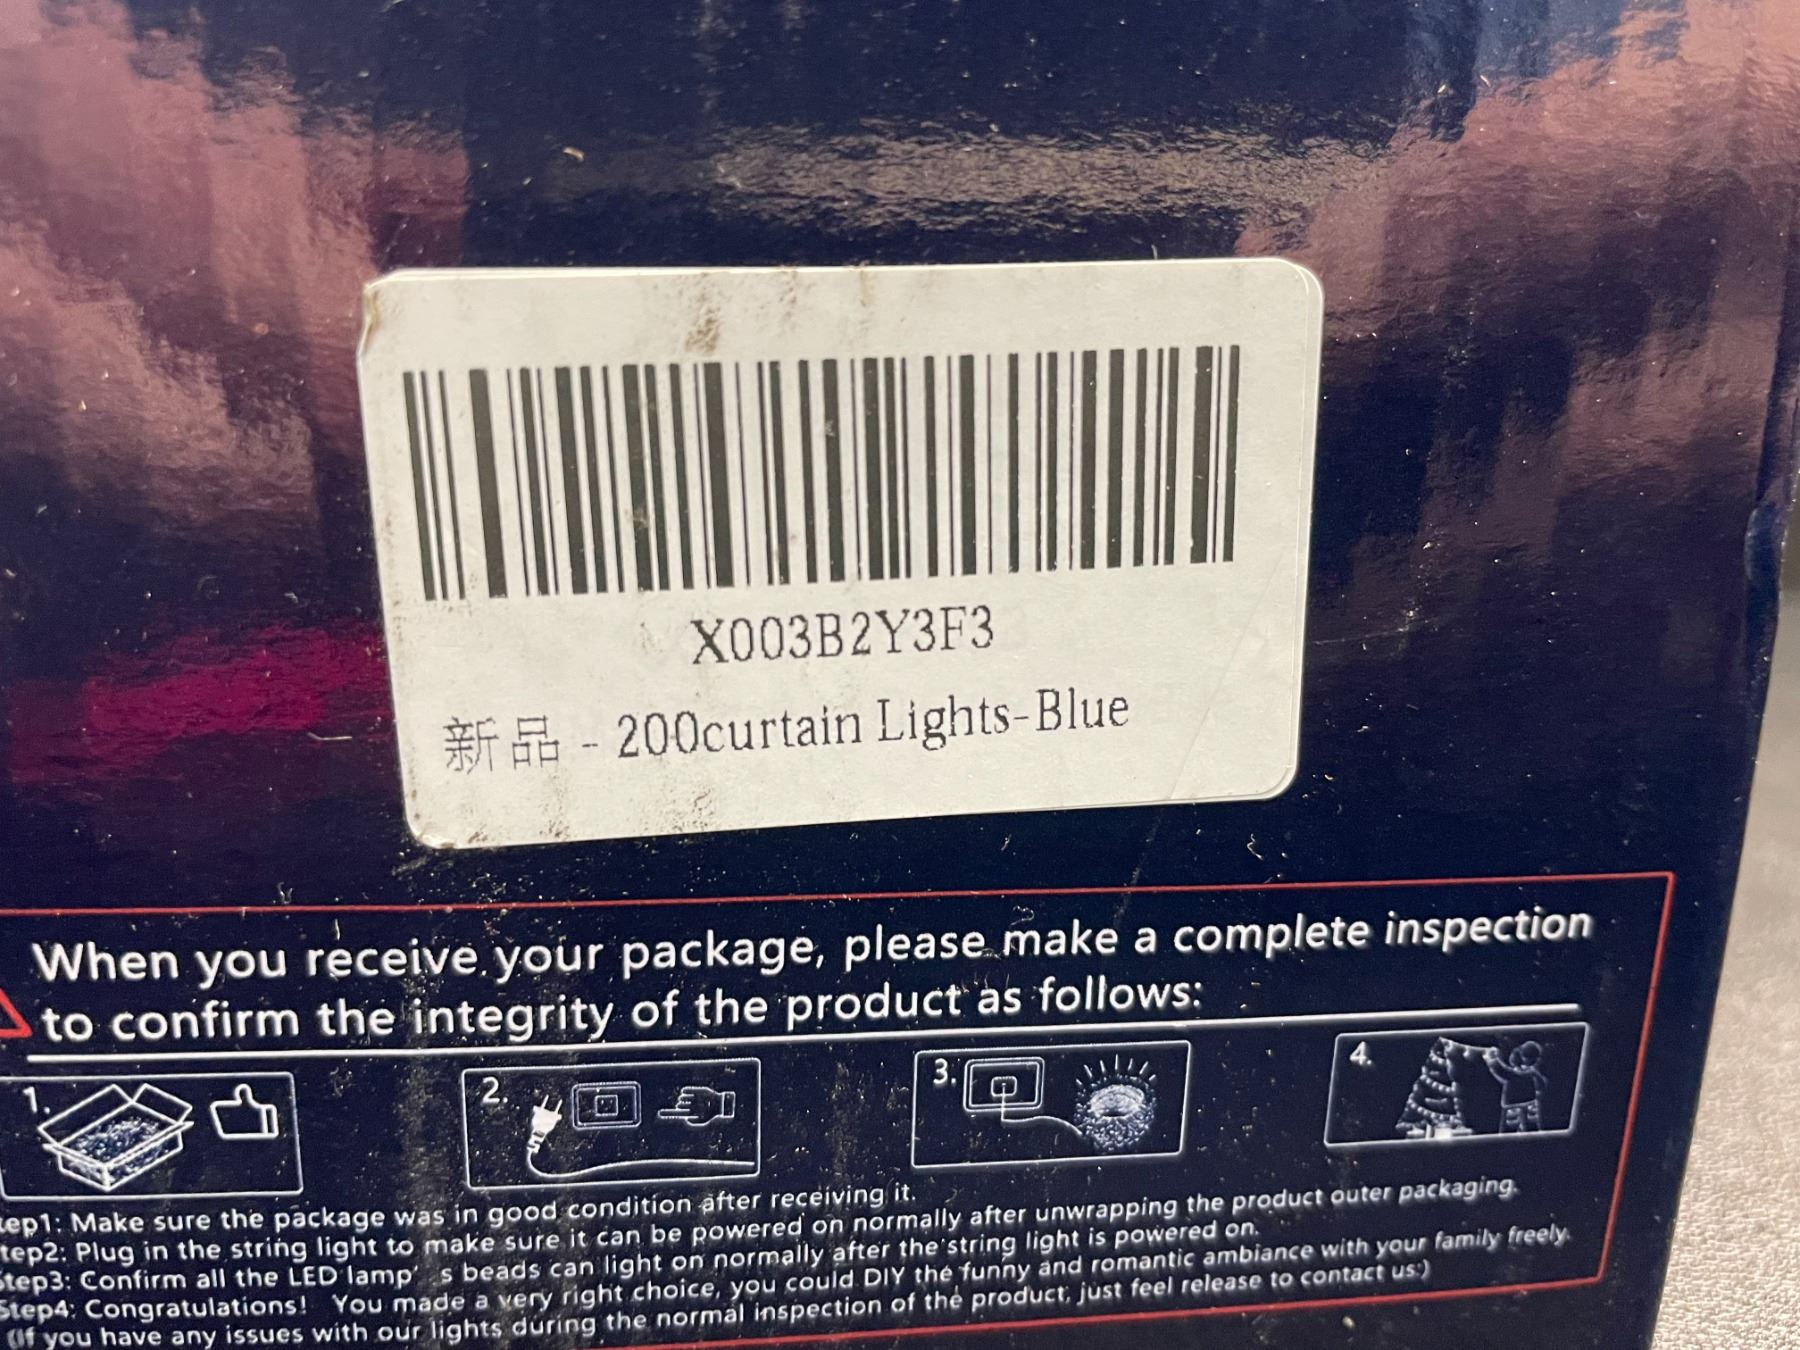 X003B2Y3F3
新品 - 200curtain Lights-Blue
When you receive your package, please make a complete inspection
to confirm the integrity of the product as follows:
1.
2.
3.
4.
tep1: Make sure the package was in good condition after receiving it.
tep2: Plug in the string light to make sure it can be powered on normally after unwrapping the product outer packaging.
Step3: Confirm all the LED lamp' s beads can light on normally after the string light is powered on.
Step4: Congratulations! You made a very right choice, you could DIY the funny and romantic ambiance with your family freely.
(If you have any issues with our lights during the normal inspection of the product, just feel release to contact us:)